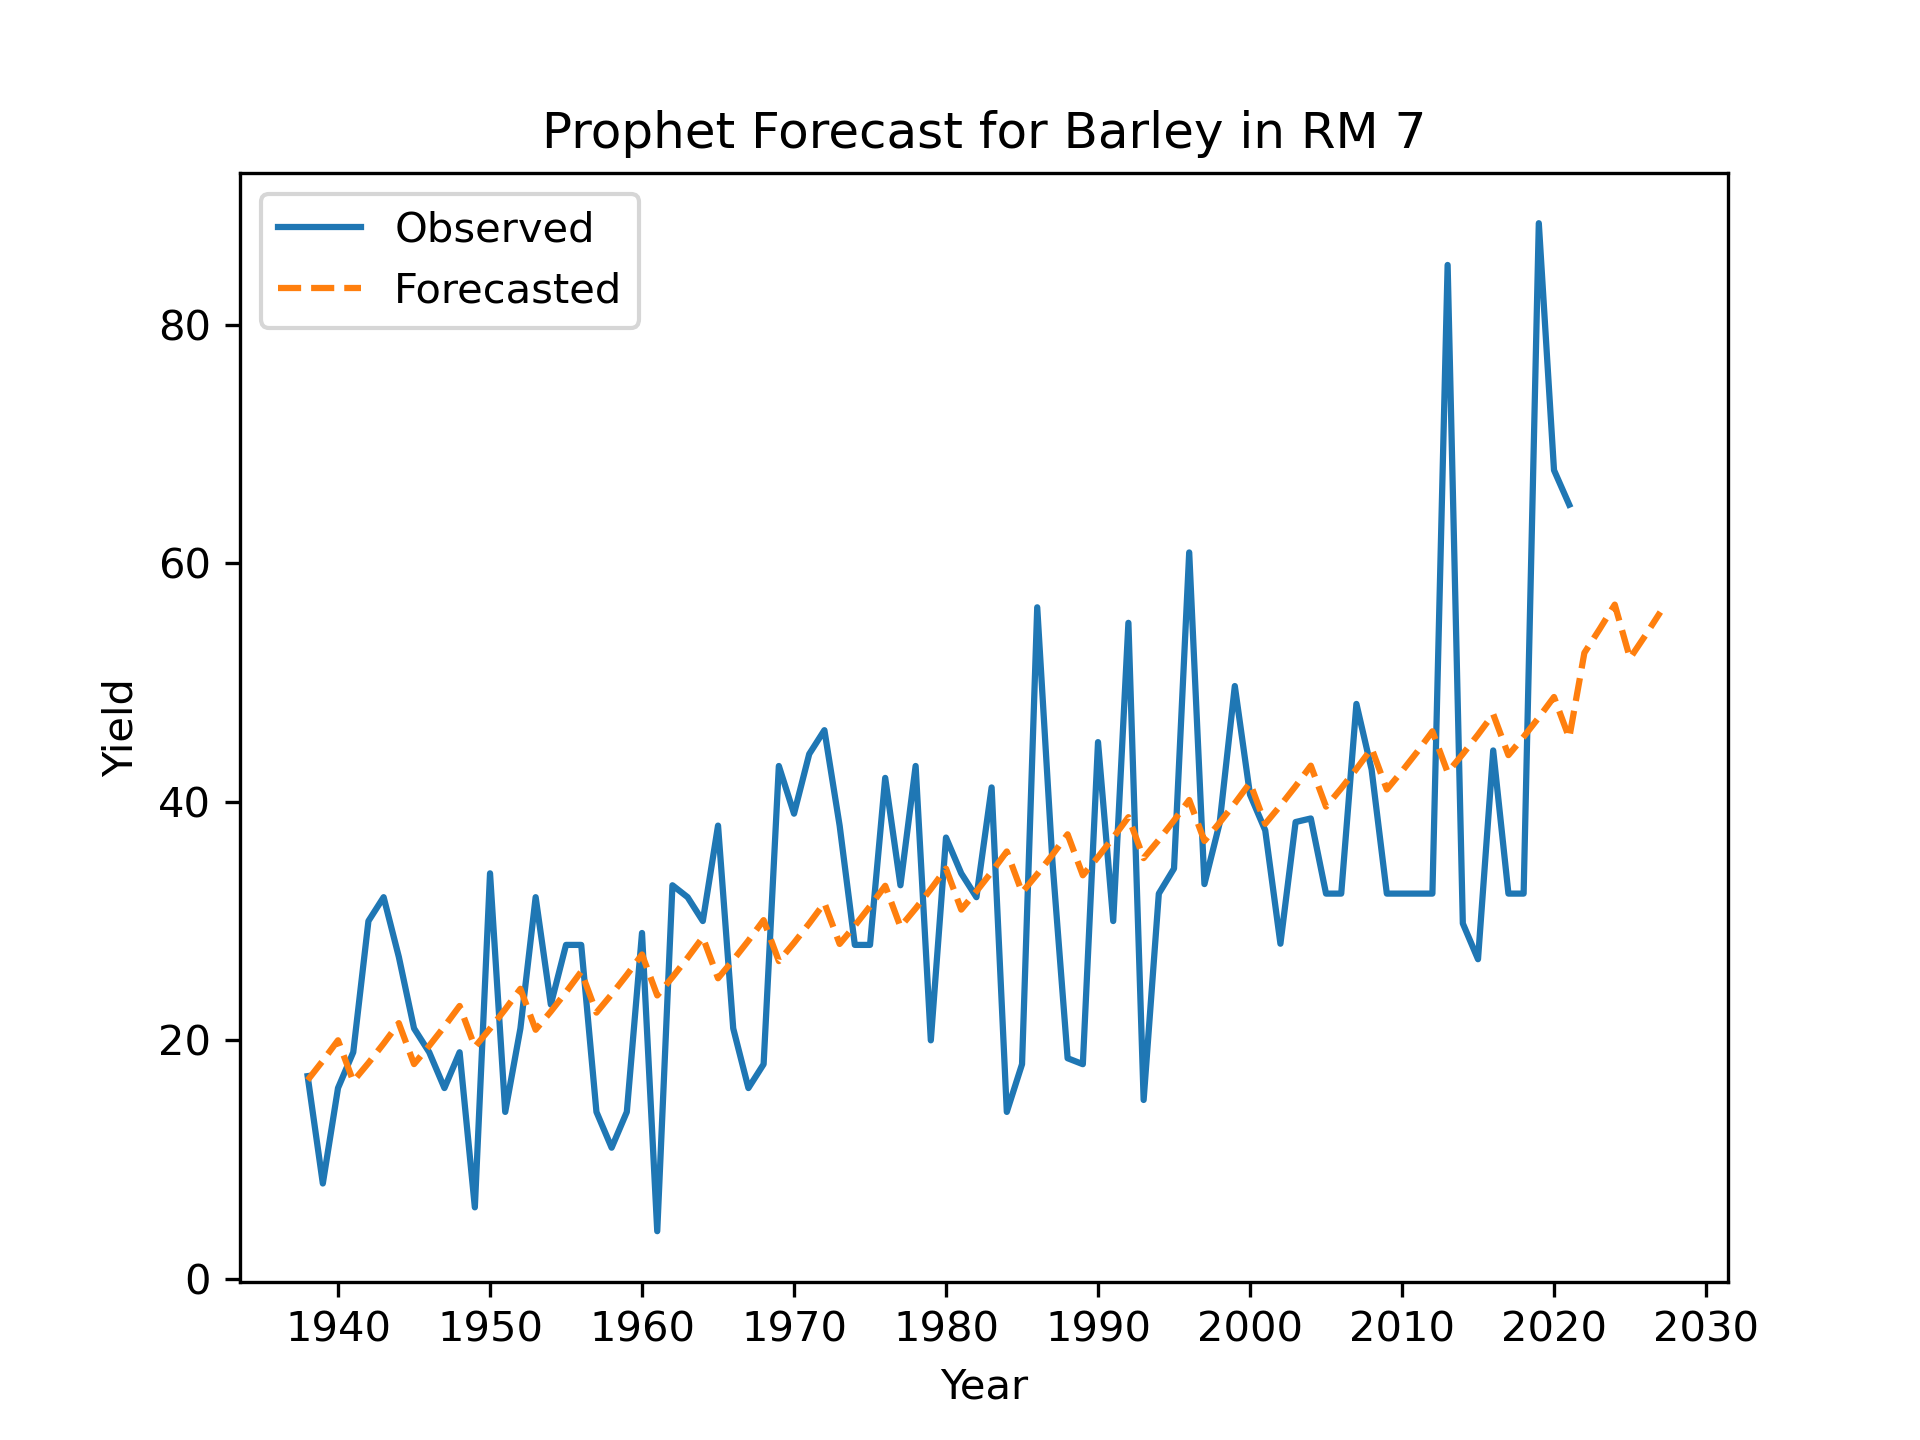 Prophet Forecast for Barley in RM 7
Observed
Forecasted
80
60
40
20
0
Yield
1940 1950 1960 1970 1980 1990 2000 2010 2020 2030
Year